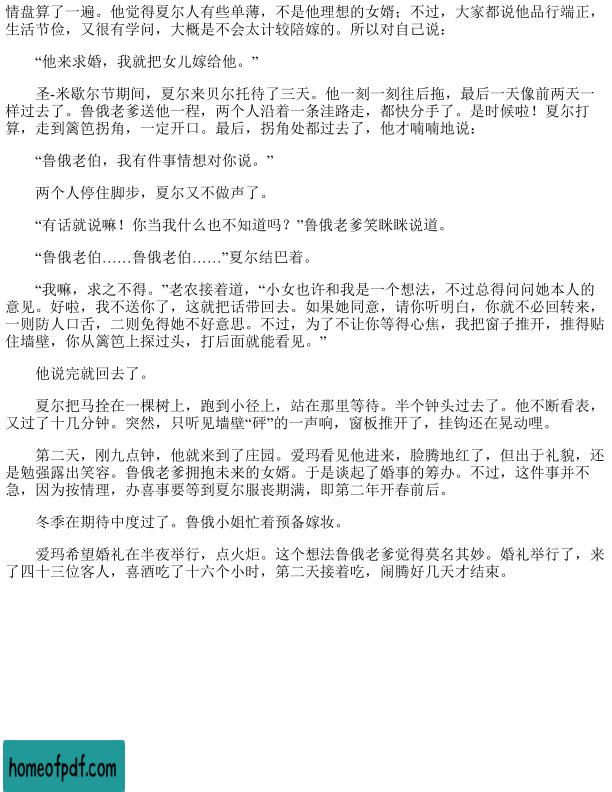 情盘算了一遍。他觉得夏尔人有些单薄，不是他理想的女婿；不过，大家都说他品行端正，
生活节俭，又很有学问，大概是不会太计较陪嫁的。所以对自己说：
“他来求婚，我就把女儿嫁给他。”
圣-米歇尔节期间，夏尔来贝尔托待了三天。他一刻一刻往后拖，最后一天像前两天一
样过去了。鲁俄老爹送他一程，两个人沿着一条洼路走，都快分手了。是时候啦！夏尔打
算，走到篱笆拐角，一定开口。最后，拐角处都过去了，他才喃喃地说：
“鲁俄老伯，我有件事情想对你说。”
两个人停住脚步，夏尔又不做声了。
“有话就说嘛！你当我什么也不知道吗？”鲁俄老爹笑眯眯说道。
“鲁俄老伯……鲁俄老伯……”夏尔结巴着。
“我嘛，求之不得。”老农接着道，“小女也许和我是一个想法，不过总得问问她本人的
意见。好啦，我不送你了，这就把话带回去。如果她同意，请你听明白，你就不必回转来，
一则防人口舌，二则免得她不好意思。不过，为了不让你等得心焦，我把窗子推开，推得贴
住墙壁，你从篱笆上探过头，打后面就能看见。”
他说完就回去了。
夏尔把马拴在一棵树上，跑到小径上，站在那里等待。半个钟头过去了。他不断看表，
又过了十几分钟。突然，只听见墙壁“砰”的一声响，窗板推开了，挂钩还在晃动哩。
第二天，刚九点钟，他就来到了庄园。爱玛看见他进来，脸腾地红了，但出于礼貌，还
是勉强露出笑容。鲁俄老爹拥抱未来的女婿。于是谈起了婚事的筹办。不过，这件事并不
急，因为按情理，办喜事要等到夏尔服丧期满，即第二年开春前后。
冬季在期待中度过了。鲁俄小姐忙着预备嫁妆。
爱玛希望婚礼在半夜举行，点火炬。这个想法鲁俄老爹觉得莫名其妙。婚礼举行了，来
了四十三位客人，喜酒吃了十六个小时，第二天接着吃，闹腾好几天才结束。
homeofpdf.com